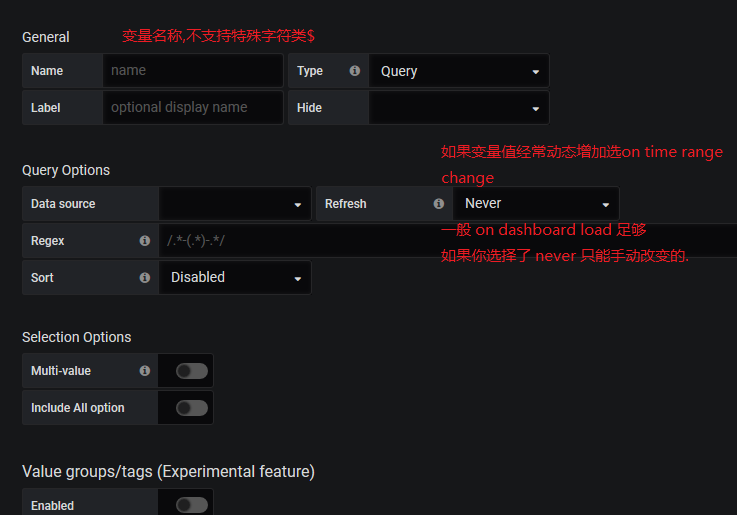 General 变量名称,不支持特殊字符类$
Name name Type Query
Label optional display name Hide
如果变量值经常动态增加选on time range
change
Query Options
Data source Refresh Never
一般 on dashboard load 足够
Regex /.*-(.*)-.*/
如果你选择了 never 只能手动改变的.
Sort Disabled
Selection Options
Multi-value
Include All option
Value groups/tags (Experimental feature)
Enabled